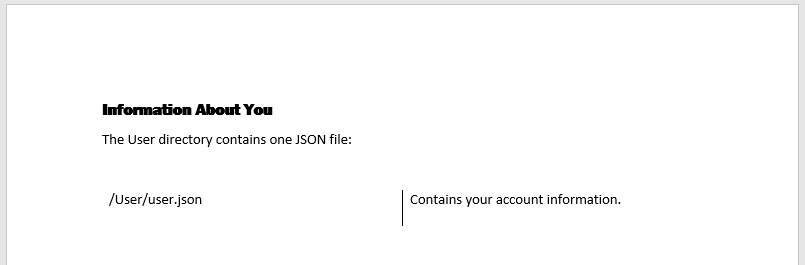 Information About You
The User directory contains one JSON file:
/User/user.json
Contains your account information.